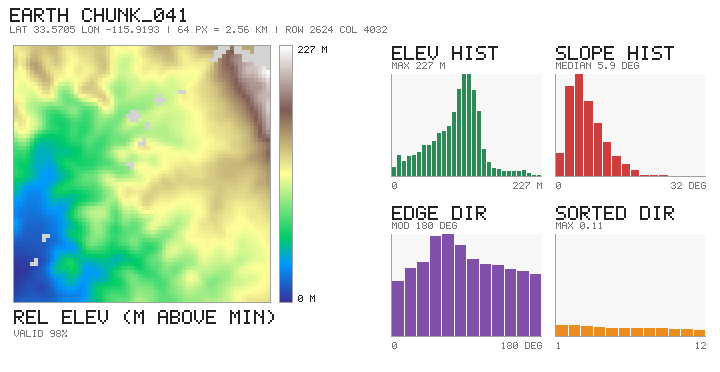 EARTH CHUNK_041
LAT 33.5705 LON -115.9193 | 64 PX = 2.56 KM | ROW 2624 COL 4032
227 M
0 M
REL ELEV (M ABOVE MIN)
VALID 98%
ELEV HIST
MAX 227 M
0 227 M
SLOPE HIST
MEDIAN 5.9 DEG
0 32 DEG
EDGE DIR
MOD 180 DEG
0 180 DEG
SORTED DIR
MAX 0.11
1 12